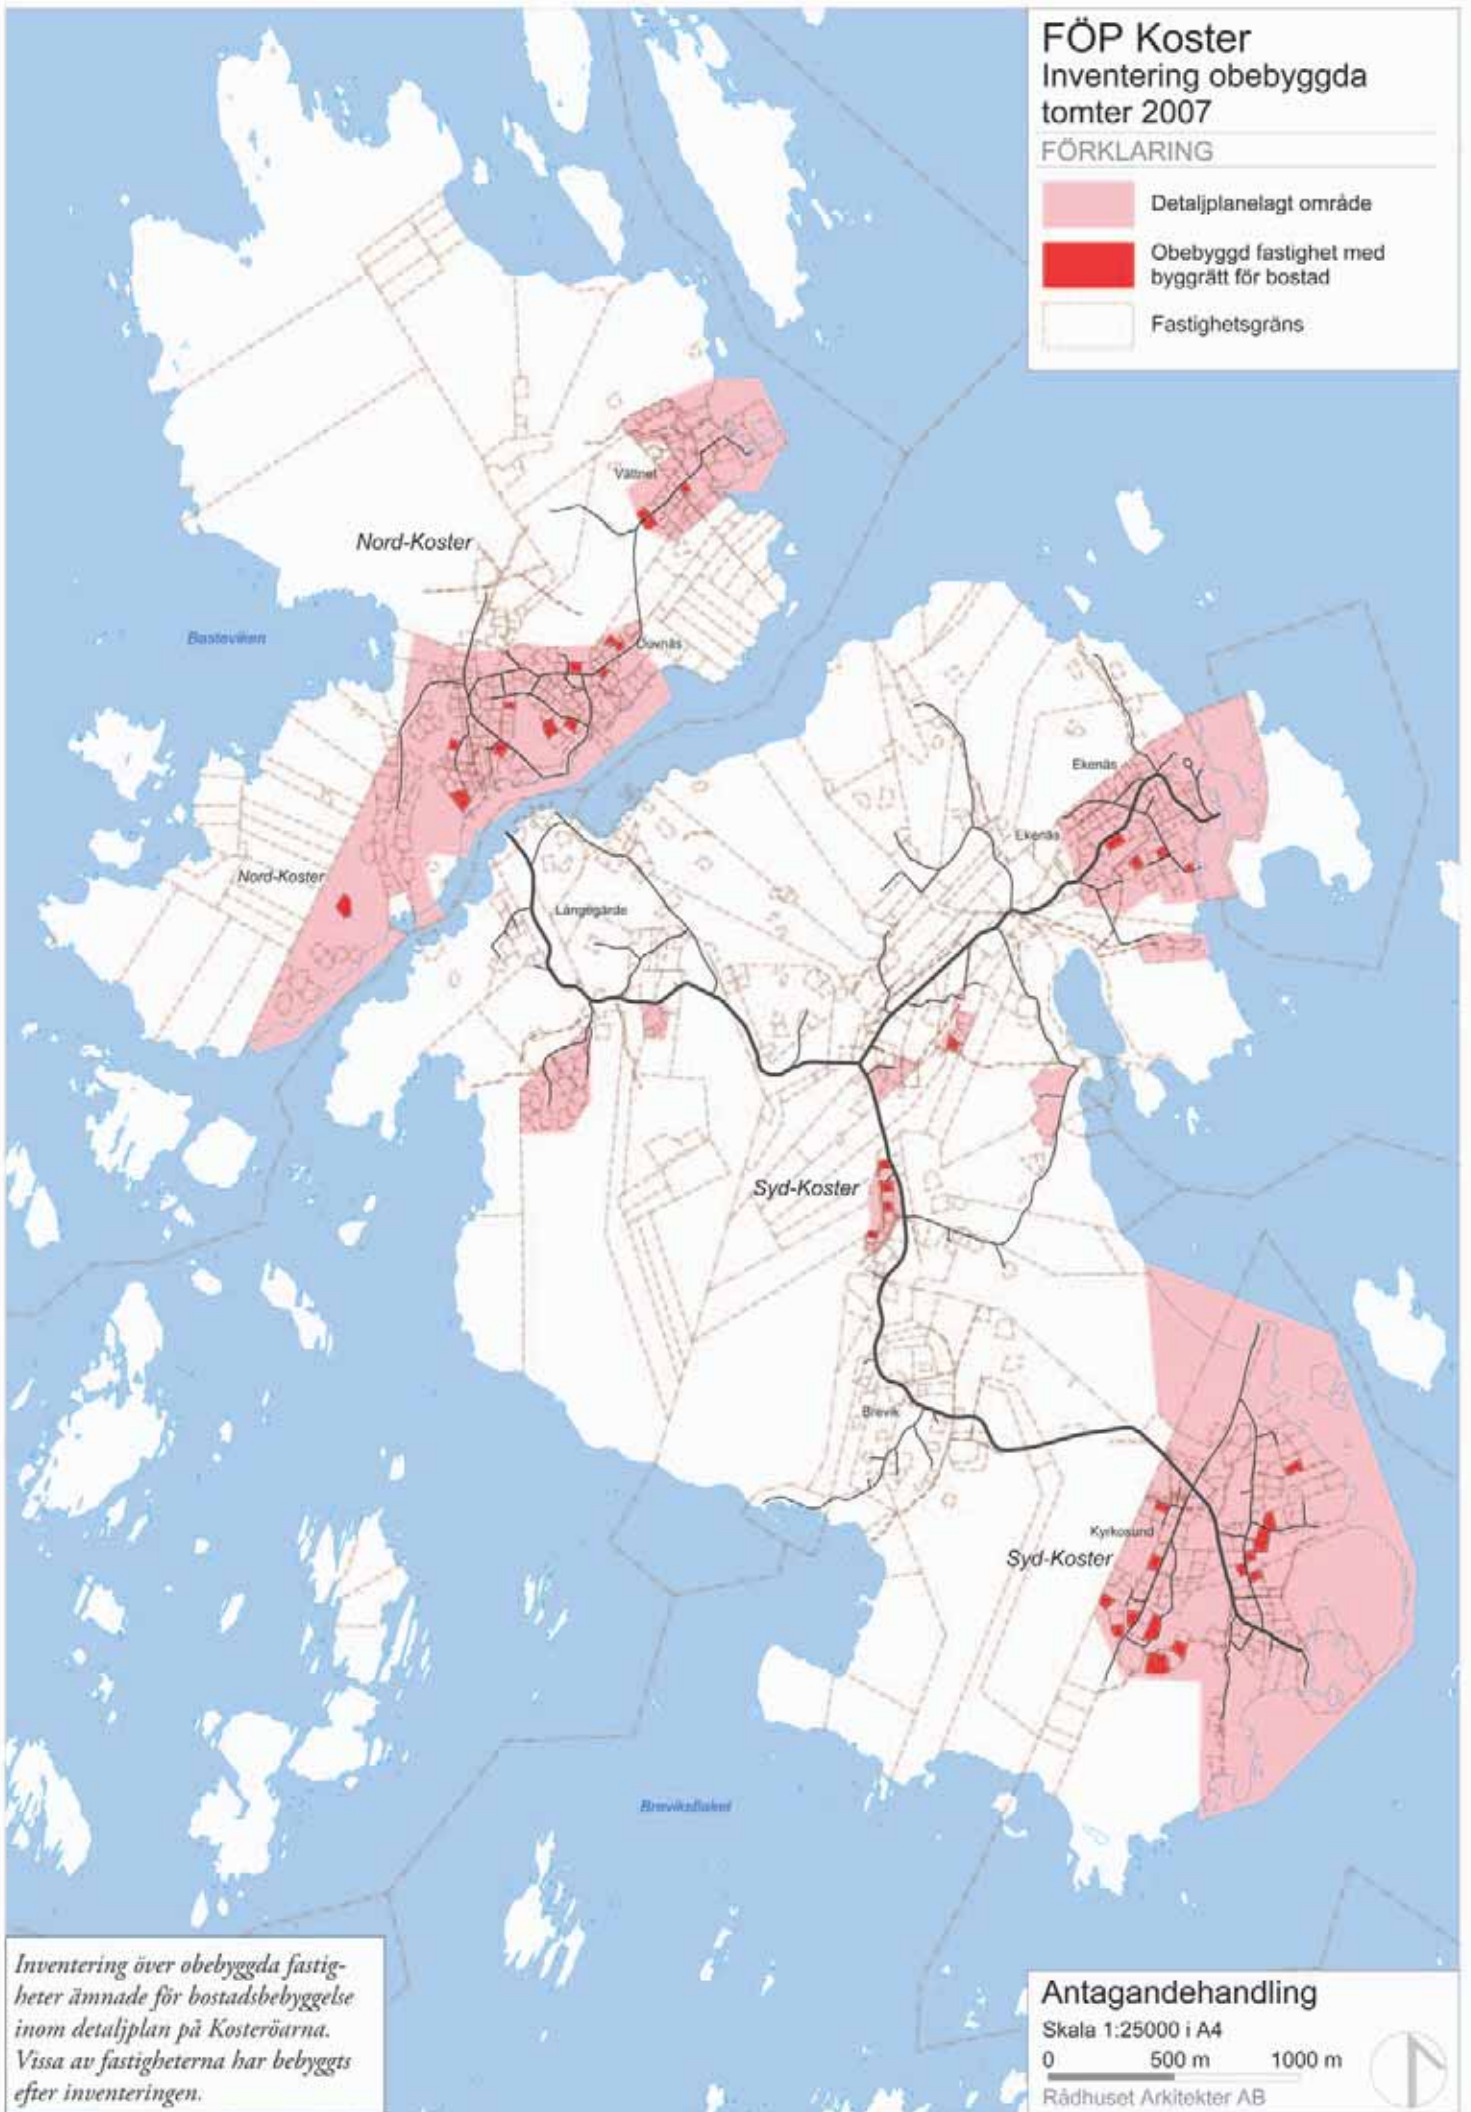 FÖP Koster
Inventering obebyggda
tomter 2007
FÖRKLARING
Detaljplanelagt område
Obebyggd fastighet med
byggrätt för bostad
Fastighetsgräns
Vättnet
Nord-Koster
Basteviken
Duvnäs
Ekenäs
Ekenäs
Nord-Koster
Långegärde
Syd-Koster
Brevik
Kyrkosund
Syd-Koster
Breviksbåkel
Inventering över obebyggda fastig-
heter ämnade för bostadsbebyggelse
inom detaljplan på Kosteröarna.
Vissa av fastigheterna har bebyggts
efter inventeringen.
Antagandehandling
Skala 1:25000 i A4
0 500 m 1000 m
Rådhuset Arkitekter AB